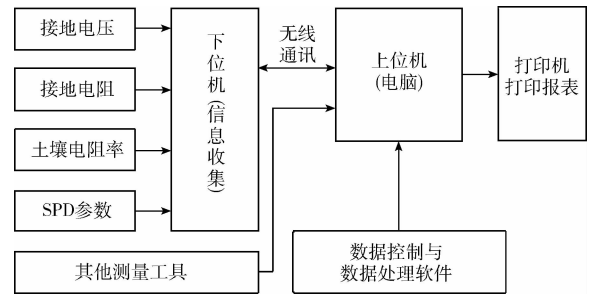 接地电压
接地电阻
土壤电阻率
SPD参数
其他测量工具
下位机(信息收集)
无线
通讯
上位机
(电脑)
打印机
打印报表
数据控制与
数据处理软件